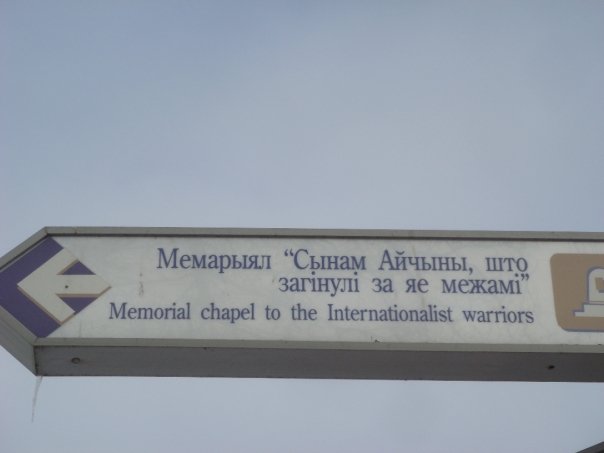 Мемарыял “Сынам Айчыны, што
загінулі за яе межамі”
Memorial chapel to the Internationalist warriors